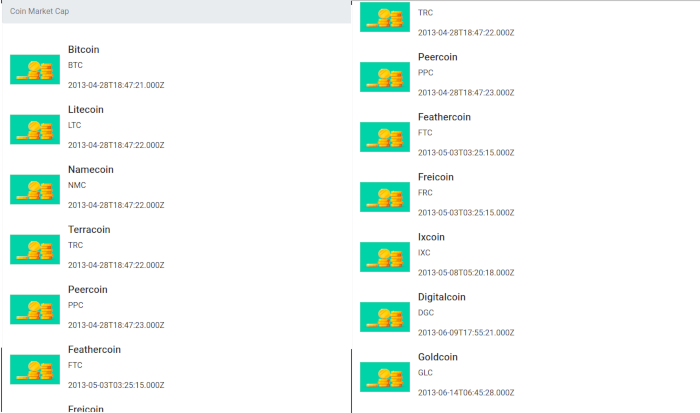 Coin Market Cap
Bitcoin
BTC
2013-04-28T18:47:21.000Z
Litecoin
LTC
2013-04-28T18:47:22.000Z
Namecoin
NMC
2013-04-28T18:47:22.000Z
Terracoin
TRC
2013-04-28T18:47:22.000Z
Peercoin
PPC
2013-04-28T18:47:23.000Z
Feathercoin
FTC
2013-05-03T03:25:15.000Z
Freicoin
TRC
2013-04-28T18:47:22.000Z
Peercoin
PPC
2013-04-28T18:47:23.000Z
Feathercoin
FTC
2013-05-03T03:25:15.000Z
Freicoin
FRC
2013-05-03T03:25:15.000Z
Ixcoin
IXC
2013-05-08T05:20:18.000Z
Digitalcoin
DGC
2013-06-09T17:55:21.000Z
Goldcoin
GLC
2013-06-14T06:45:28.000Z